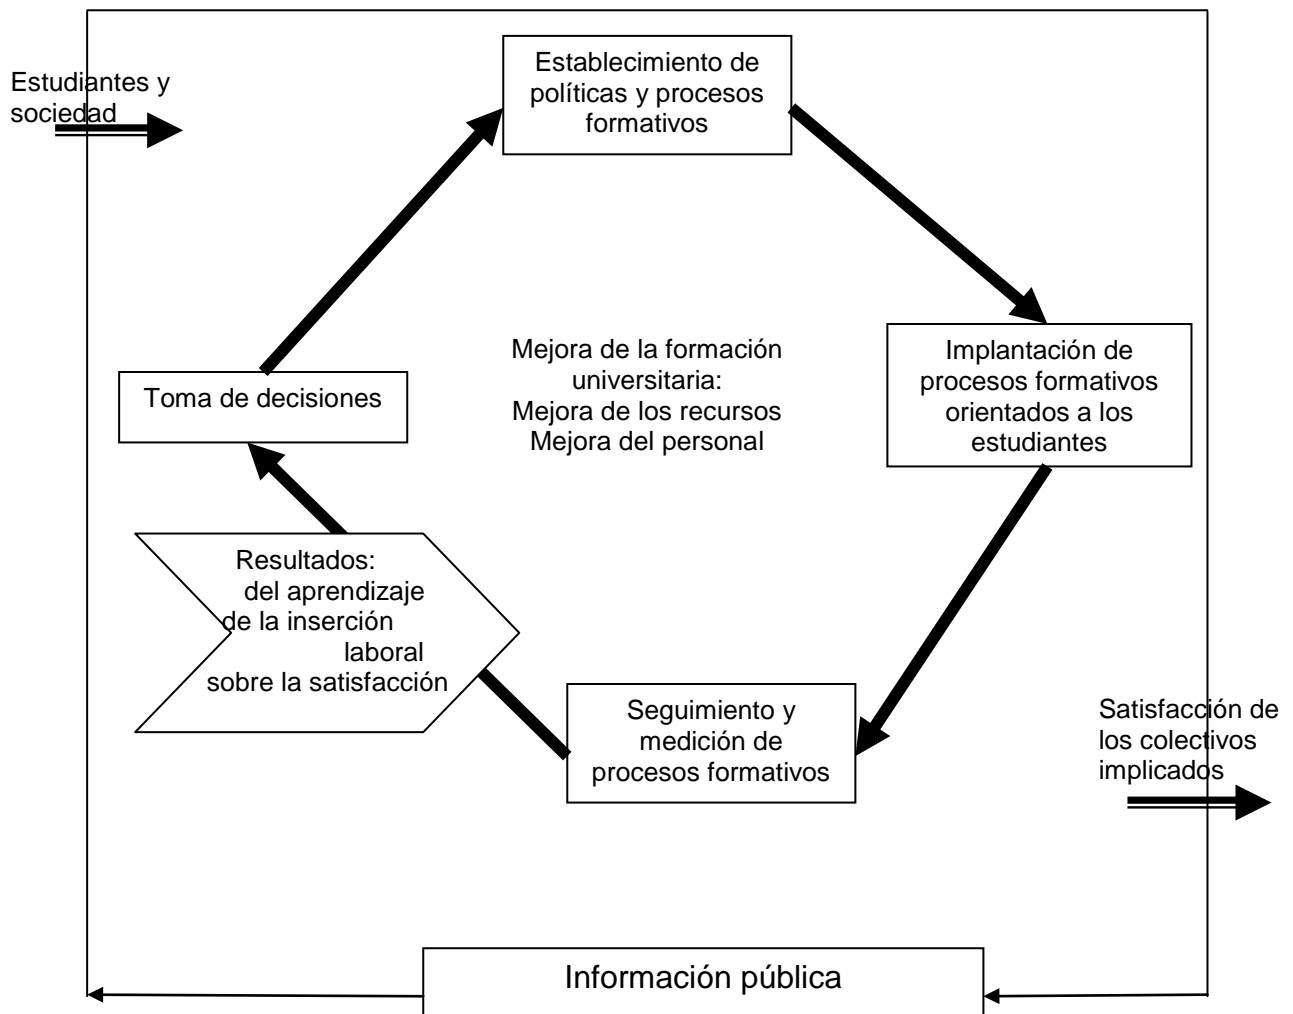 Establecimiento de
políticas y procesos
formativos
Estudiantes y
sociedad
Mejora de la formación
universitaria:
Mejora de los recursos
Mejora del personal
Implantación de
procesos formativos
orientados a los
estudiantes
Toma de decisiones
Resultados:
del aprendizaje
de la inserción
laboral
sobre la satisfacción
Seguimiento y
medición de
procesos formativos
Satisfacción de
los colectivos
implicados
Información pública